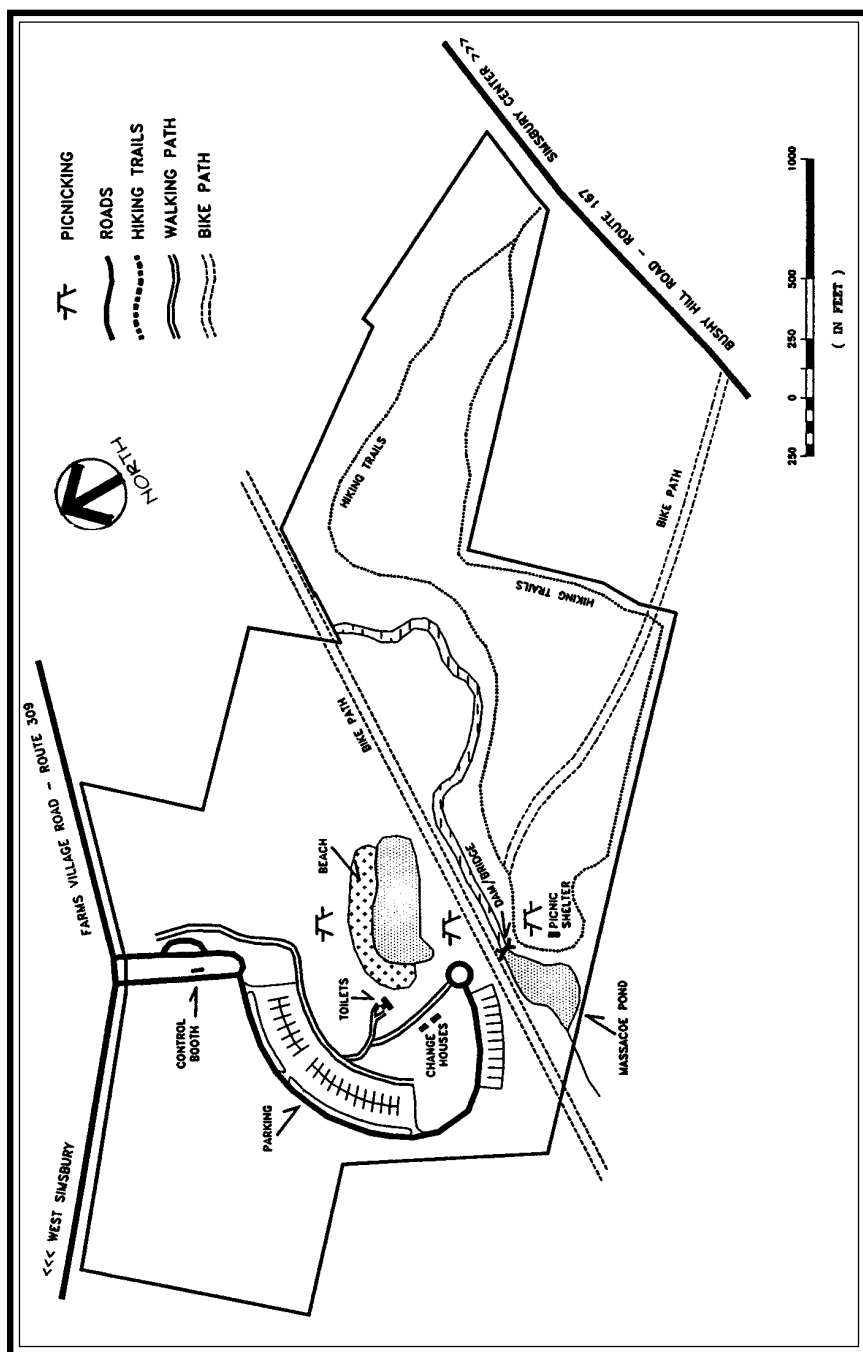 <<< WEST SIMSBURY
FARMS VILLAGE ROAD - ROUTE 309
NORTH
PICNICKING
ROADS
HIKING TRAILS
WALKING PATH
BIKE PATH
SIMSBURY CENTER >>>
BUSHY HILL ROAD - ROUTE 167
CONTROL
BOOTH
PARKING
TOILETS
CHANGE
HOUSES
BEACH
BIKE PATH
DAM/BRIDGE
PICNIC
SHELTER
MASSACOE POND
HIKING TRAILS
HIKING TRAILS
BIKE PATH
250 0 250 500 1000
( IN FEET )